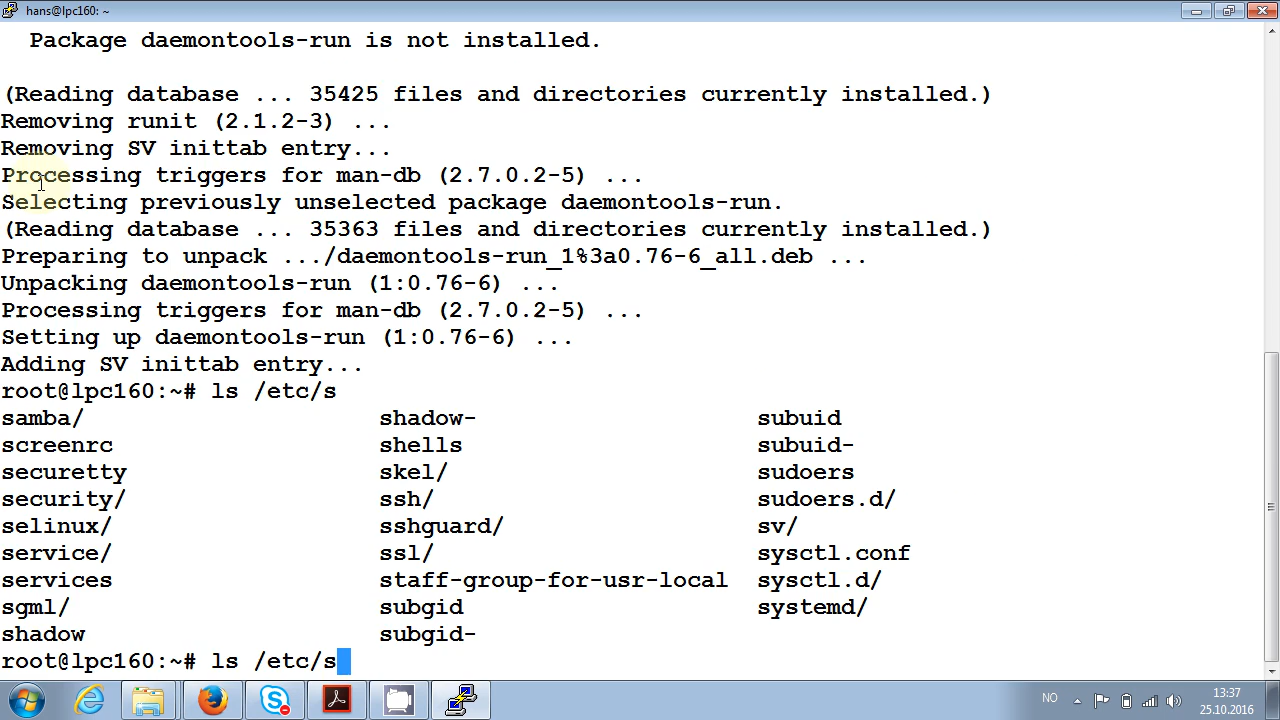 hans@lpc160: ~
Package daemontools-run is not installed.
(Reading database ... 35425 files and directories currently installed.)
Removing runit (2.1.2-3) ...
Removing SV inittab entry...
Processing triggers for man-db (2.7.0.2-5) ...
Selecting previously unselected package daemontools-run.
(Reading database ... 35363 files and directories currently installed.)
Preparing to unpack .../daemontools-run_1%3a0.76-6_all.deb ...
Unpacking daemontools-run (1:0.76-6) ...
Processing triggers for man-db (2.7.0.2-5) ...
Setting up daemontools-run (1:0.76-6) ...
Adding SV inittab entry...
root@lpc160:~# ls /etc/s
samba/ shadow- subuid
screenrc shells subuid-
securetty skel/ sudoers
security/ ssh/ sudoers.d/
selinux/ sshguard/ sv/
service/ ssl/ sysctl.conf
services staff-group-for-usr-local sysctl.d/
sgml/ subgid systemd/
shadow subgid-
root@lpc160:~# ls /etc/s
NO
13:37
25.10.2016